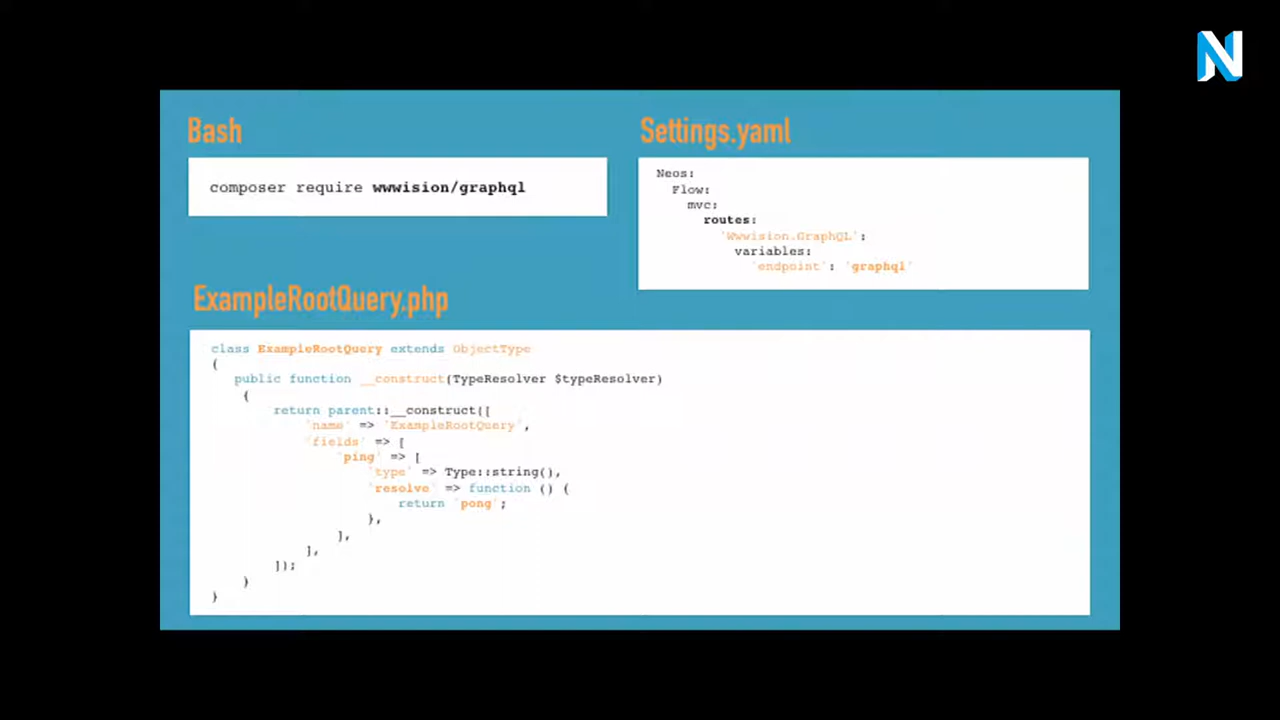 Bash
composer require wwwision/graphql
Settings.yaml
Neos:
  Flow:
    mvc:
      routes:
        'Wwwision.GraphQL':
          variables:
            'endpoint': 'graphql'
ExampleRootQuery.php
class ExampleRootQuery extends ObjectType
{
   public function __construct(TypeResolver $typeResolver)
    {
        return parent::__construct([
            'name' => 'ExampleRootQuery',
            'fields' => [
                'ping' => [
                    'type' => Type::string(),
                    'resolve' => function () {
                        return 'pong';
                    },
                ],
            ],
        ]);
    }
}